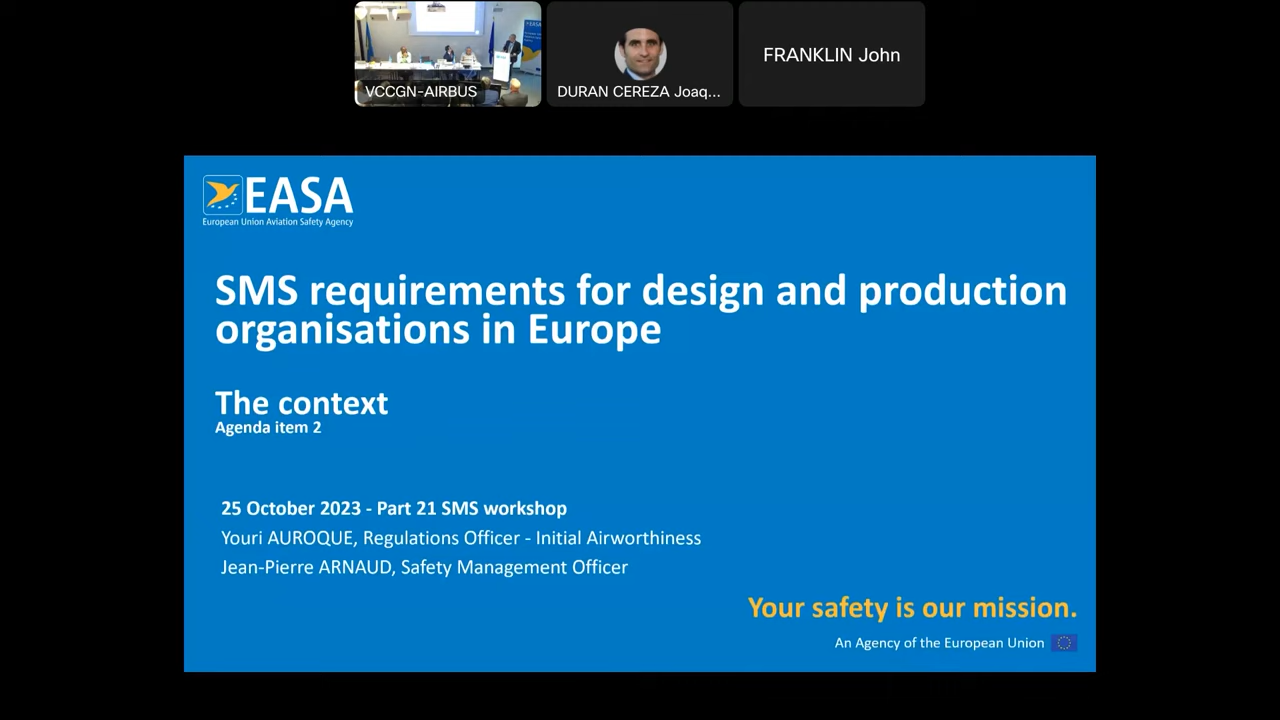 VCCGN-AIRBUS
DURAN CEREZA Joaq...
FRANKLIN John
EASA
European Union Aviation Safety Agency
SMS requirements for design and production
organisations in Europe
The context
Agenda item 2
25 October 2023 - Part 21 SMS workshop
Youri AUROQUE, Regulations Officer - Initial Airworthiness
Jean-Pierre ARNAUD, Safety Management Officer
Your safety is our mission.
An Agency of the European Union